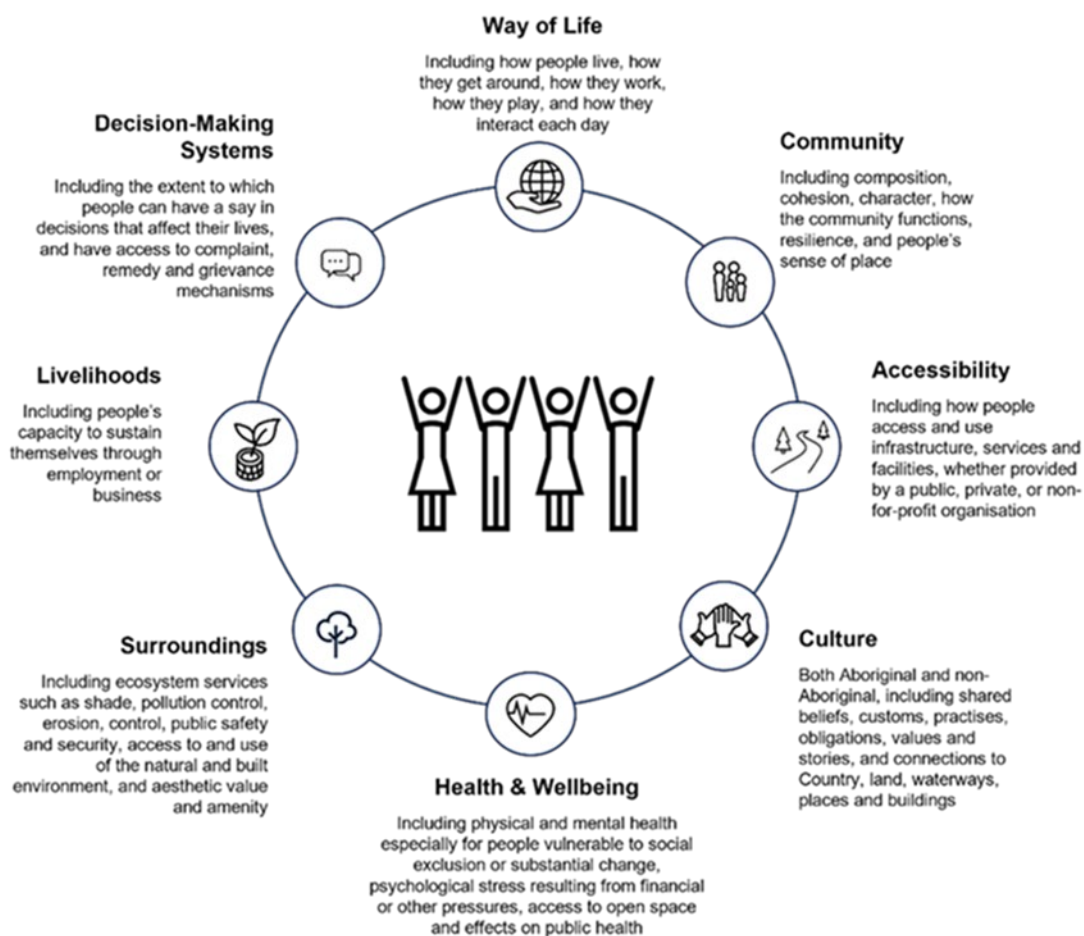 Way of Life
Including how people live, how
they get around, how they work,
how they play, and how they
interact each day
Community
Including composition,
cohesion, character, how
the community functions,
resilience, and people's
sense of place
Accessibility
Including how people
access and use
infrastructure, services and
facilities, whether provided
by a public, private, or non-
for-profit organisation
Culture
Both Aboriginal and non-
Aboriginal, including shared
beliefs, customs, practises,
obligations, values and
stories, and connections to
Country, land, waterways,
places and buildings
Health & Wellbeing
Including physical and mental health
especially for people vulnerable to social
exclusion or substantial change,
psychological stress resulting from financial
or other pressures, access to open space
and effects on public health
Surroundings
Including ecosystem services
such as shade, pollution control,
erosion, control, public safety
and security, access to and use
of the natural and built
environment, and aesthetic value
and amenity
Livelihoods
Including people's
capacity to sustain
themselves through
employment or
business
Decision-Making
Systems
Including the extent to which
people can have a say in
decisions that affect their lives,
and have access to complaint,
remedy and grievance
mechanisms